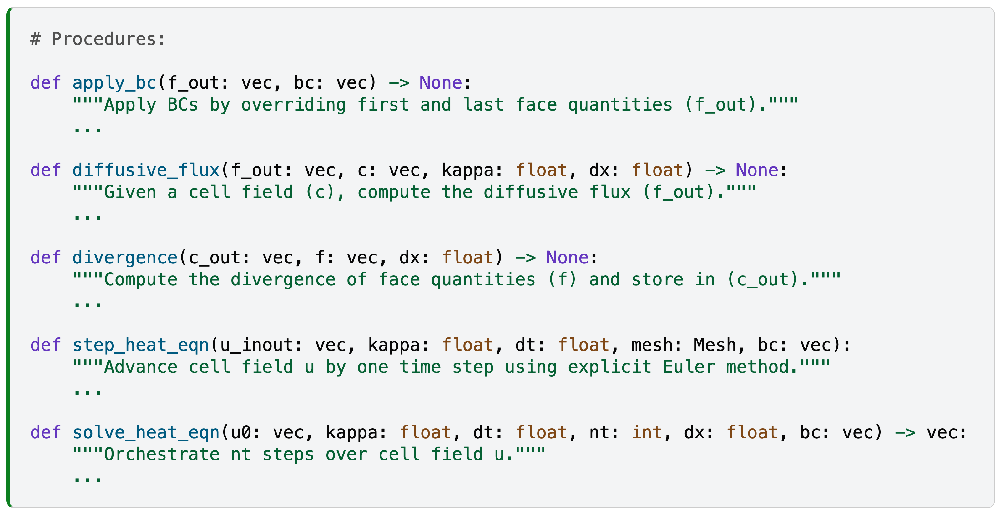 # Procedures:

def apply_bc(f_out: vec, bc: vec) -> None:
    """Apply BCs by overriding first and last face quantities (f_out)."""
    ...

def diffusive_flux(f_out: vec, c: vec, kappa: float, dx: float) -> None:
    """Given a cell field (c), compute the diffusive flux (f_out)."""
    ...

def divergence(c_out: vec, f: vec, dx: float) -> None:
    """Compute the divergence of face quantities (f) and store in (c_out)."""
    ...

def step_heat_eqn(u_inout: vec, kappa: float, dt: float, mesh: Mesh, bc: vec):
    """Advance cell field u by one time step using explicit Euler method."""
    ...

def solve_heat_eqn(u0: vec, kappa: float, dt: float, nt: int, dx: float, bc: vec) -> vec:
    """Orchestrate nt steps over cell field u."""
    ...